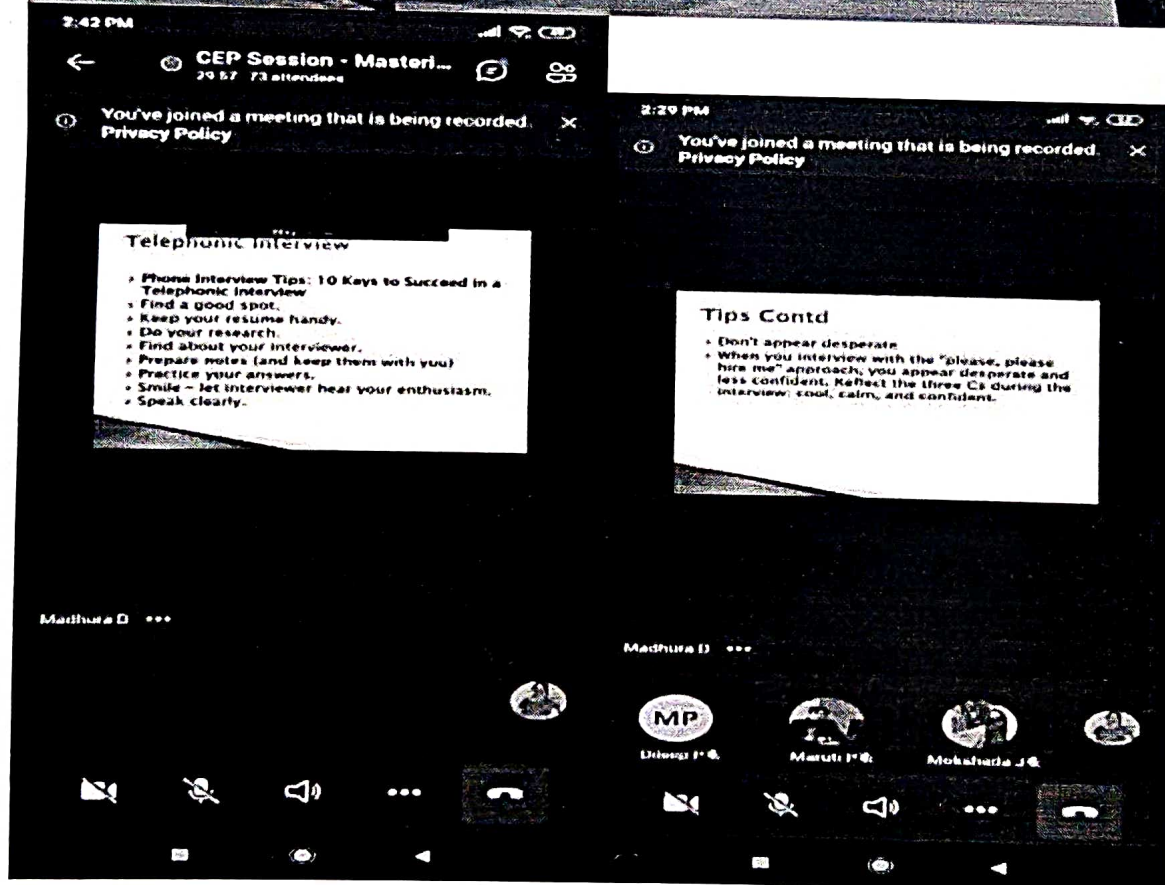 2:42 PM
CEP Session - Masteri...
29:57 73 attendees
You've joined a meeting that is being recorded.
Privacy Policy
Telephonic Interview
Phone Interview Tips: 10 Keys to Succeed in a
Telephonic Interview
Find a good spot.
Keep your resume handy.
Do your research.
Find about your interviewer.
Prepare notes (and keep them with you)
Practice your answers.
Smile – let interviewer hear your enthusiasm.
Speak clearly.
Madhura D
2:29 PM
You've joined a meeting that is being recorded.
Privacy Policy
Tips Contd
Don't appear desperate
When you interview with the "please, please
hire me" approach, you appear desperate and
less confident. Reflect the three Cs during the
interview: cool, calm, and confident.
Madhura D
MP
Maruti P
Mokshada J